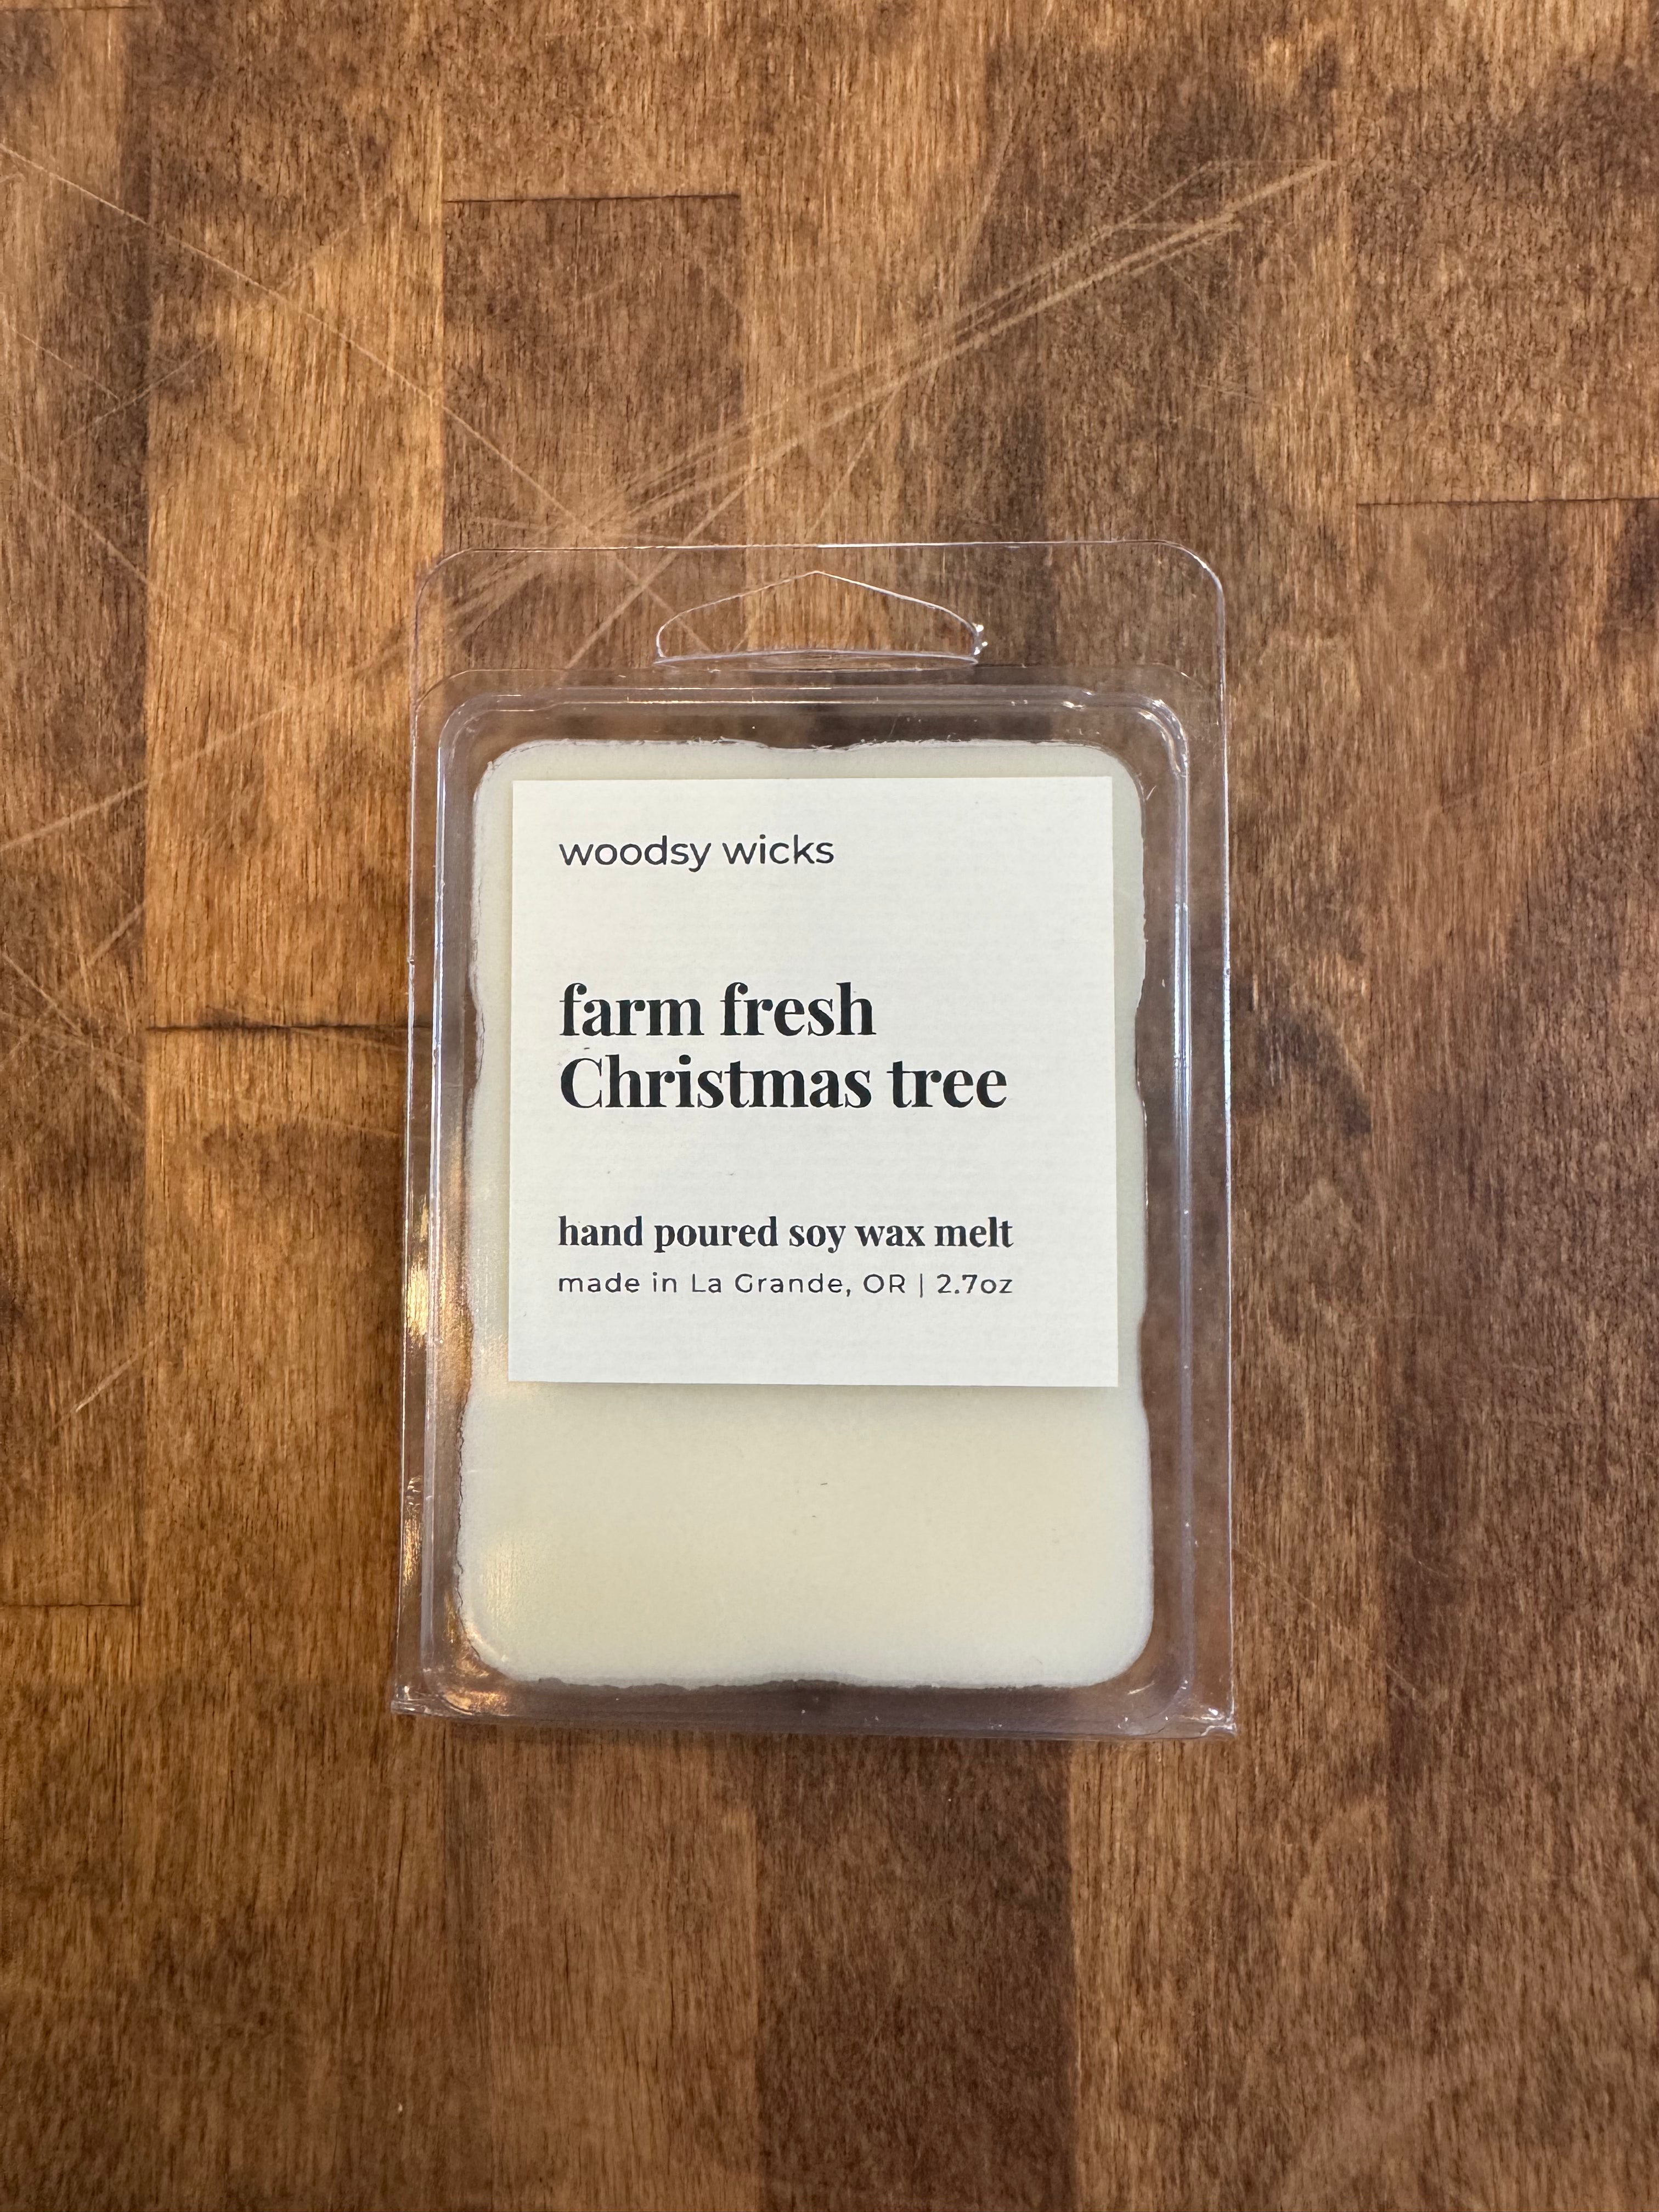 woodsy wicks
farm fresh
Christmas tree
hand poured soy wax melt
made in La Grande, OR | 2.7oz